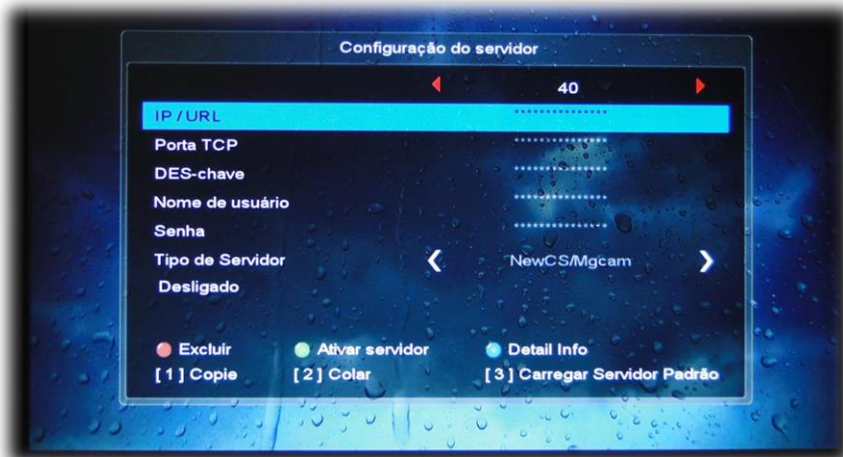 Configuração do servidor
40
IP / URL ***************
Porta TCP ***************
DES-chave ***************
Nome de usuário ***************
Senha ***************
Tipo de Servidor NewCS/Mgcam
Desligado
Excluir Ativar servidor Detail Info
[ 1 ] Copie [ 2 ] Colar [ 3 ] Carregar Servidor Padrão